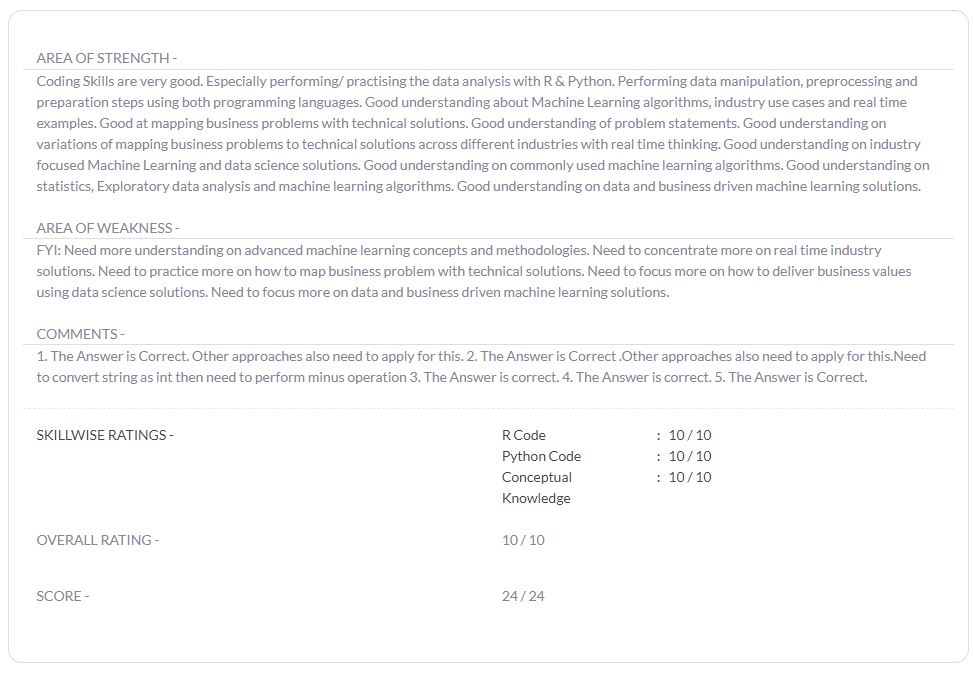 AREA OF STRENGTH -
Coding Skills are very good. Especially performing/ practising the data analysis with R & Python. Performing data manipulation, preprocessing and
preparation steps using both programming languages. Good understanding about Machine Learning algorithms, industry use cases and real time
examples. Good at mapping business problems with technical solutions. Good understanding of problem statements. Good understanding on
variations of mapping business problems to technical solutions across different industries with real time thinking. Good understanding on industry
focused Machine Learning and data science solutions. Good understanding on commonly used machine learning algorithms. Good understanding on
statistics, Exploratory data analysis and machine learning algorithms. Good understanding on data and business driven machine learning solutions.
AREA OF WEAKNESS -
FYI: Need more understanding on advanced machine learning concepts and methodologies. Need to concentrate more on real time industry
solutions. Need to practice more on how to map business problem with technical solutions. Need to focus more on how to deliver business values
using data science solutions. Need to focus more on data and business driven machine learning solutions.
COMMENTS -
1. The Answer is Correct. Other approaches also need to apply for this. 2. The Answer is Correct .Other approaches also need to apply for this.Need
to convert string as int then need to perform minus operation 3. The Answer is correct. 4. The Answer is correct. 5. The Answer is Correct.
SKILLWISE RATINGS - R Code : 10 / 10
Python Code : 10 / 10
Conceptual : 10 / 10
Knowledge
OVERALL RATING - 10 / 10
SCORE - 24 / 24